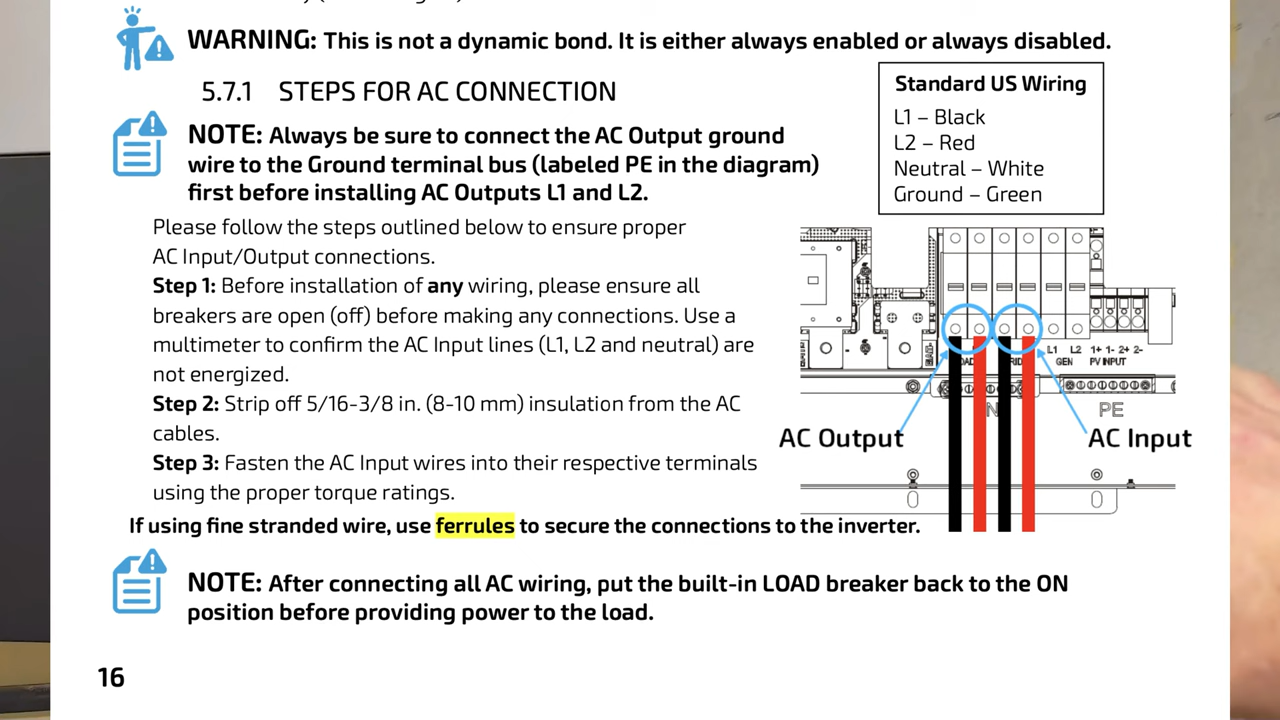 WARNING: This is not a dynamic bond. It is either always enabled or always disabled.
5.7.1 STEPS FOR AC CONNECTION
NOTE: Always be sure to connect the AC Output ground
wire to the Ground terminal bus (labeled PE in the diagram)
first before installing AC Outputs L1 and L2.
Standard US Wiring
L1 – Black
L2 – Red
Neutral – White
Ground – Green
Please follow the steps outlined below to ensure proper
AC Input/Output connections.
Step 1: Before installation of any wiring, please ensure all
breakers are open (off) before making any connections. Use a
multimeter to confirm the AC Input lines (L1, L2 and neutral) are
not energized.
Step 2: Strip off 5/16-3/8 in. (8-10 mm) insulation from the AC
cables.
Step 3: Fasten the AC Input wires into their respective terminals
using the proper torque ratings.
L1 L2 1+ 1- 2+ 2-
GEN PV INPUT
N PE
AC Output AC Input
If using fine stranded wire, use ferrules to secure the connections to the inverter.
NOTE: After connecting all AC wiring, put the built-in LOAD breaker back to the ON
position before providing power to the load.
16